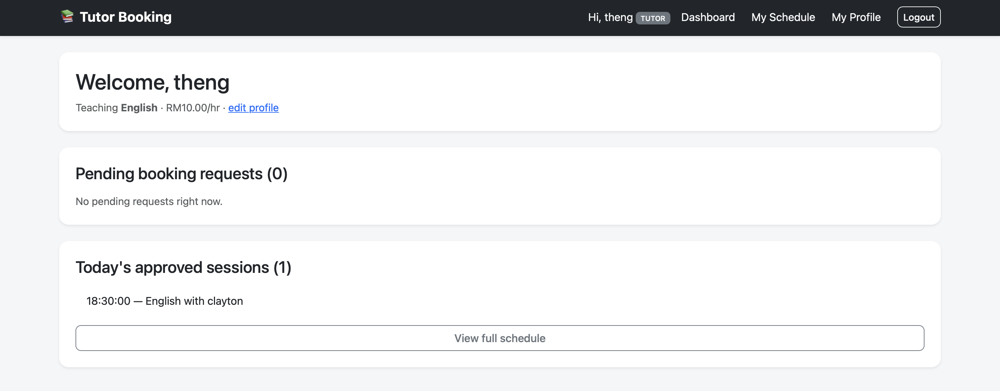 Tutor Booking
Hi, theng TUTOR Dashboard My Schedule My Profile Logout
Welcome, theng
Teaching English · RM10.00/hr · edit profile
Pending booking requests (0)
No pending requests right now.
Today's approved sessions (1)
18:30:00 — English with clayton
View full schedule